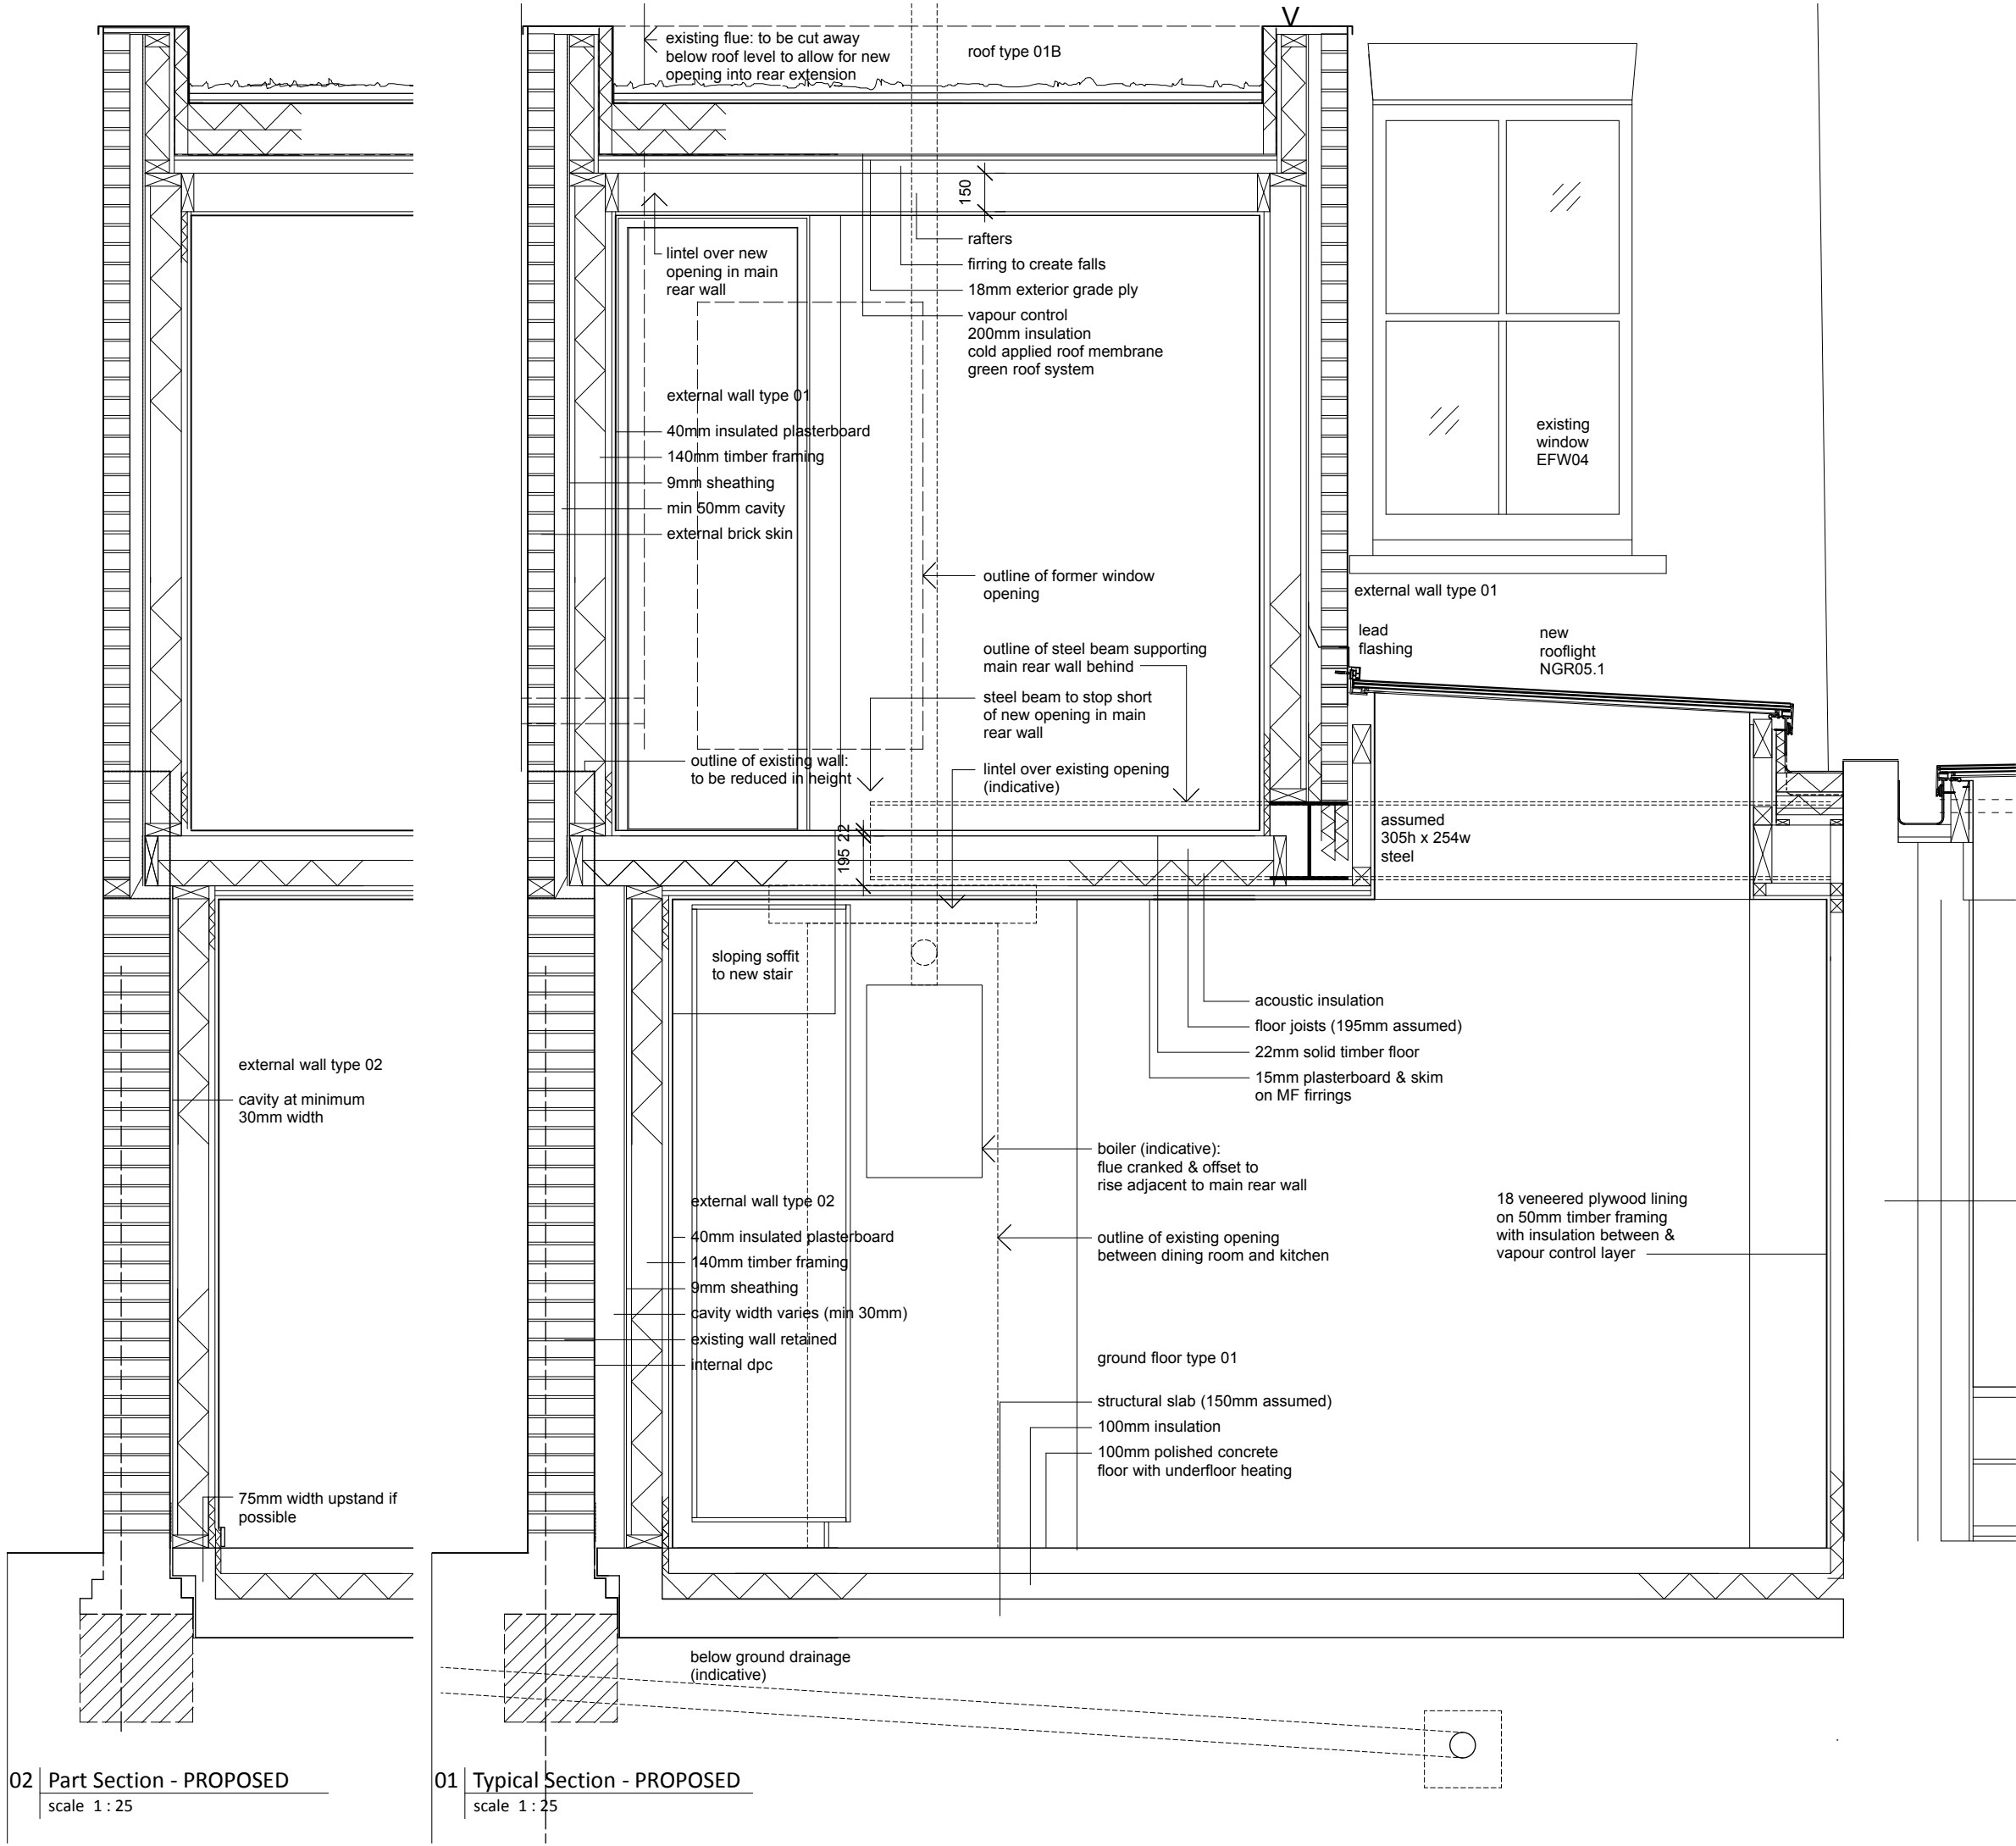 V
existing flue: to be cut away
below roof level to allow for new
opening into rear extension
roof type 01B
150
lintel over new
opening in main
rear wall
rafters
firring to create falls
18mm exterior grade ply
vapour control
200mm insulation
cold applied roof membrane
green roof system
external wall type 01
40mm insulated plasterboard
140mm timber framing
9mm sheathing
min 50mm cavity
external brick skin
existing
window
EFW04
outline of former window
opening
external wall type 01
lead
flashing
new
rooflight
NGR05.1
outline of steel beam supporting
main rear wall behind
steel beam to stop short
of new opening in main
rear wall
outline of existing wall:
to be reduced in height
lintel over existing opening
(indicative)
195 22
assumed
305h x 254w
steel
sloping soffit
to new stair
acoustic insulation
floor joists (195mm assumed)
22mm solid timber floor
15mm plasterboard & skim
on MF firrings
external wall type 02
cavity at minimum
30mm width
boiler (indicative):
flue cranked & offset to
rise adjacent to main rear wall
external wall type 02
40mm insulated plasterboard
140mm timber framing
9mm sheathing
cavity width varies (min 30mm)
existing wall retained
internal dpc
outline of existing opening
between dining room and kitchen
18 veneered plywood lining
on 50mm timber framing
with insulation between &
vapour control layer
ground floor type 01
structural slab (150mm assumed)
100mm insulation
100mm polished concrete
floor with underfloor heating
75mm width upstand if
possible
below ground drainage
(indicative)
02 Part Section - PROPOSED
scale 1 : 25
01 Typical Section - PROPOSED
scale 1 : 25